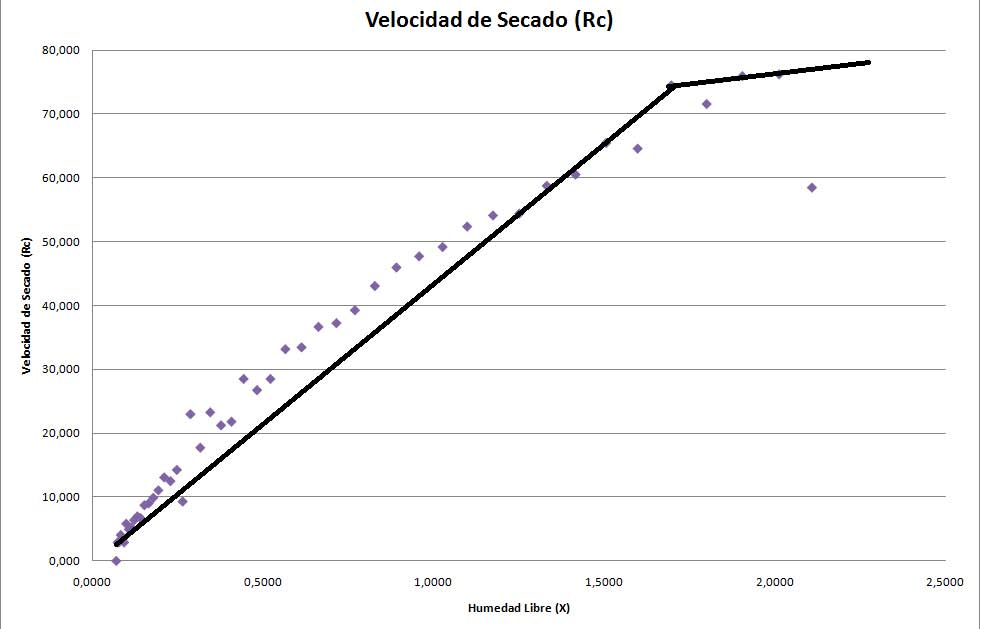 Velocidad de Secado (Rc)
80,000
70,000
60,000
50,000
40,000
30,000
20,000
10,000
0,000
Velocidad de Secado (Rc)
0,0000 0,5000 1,0000 1,5000 2,0000 2,5000
Humedad Libre (X)